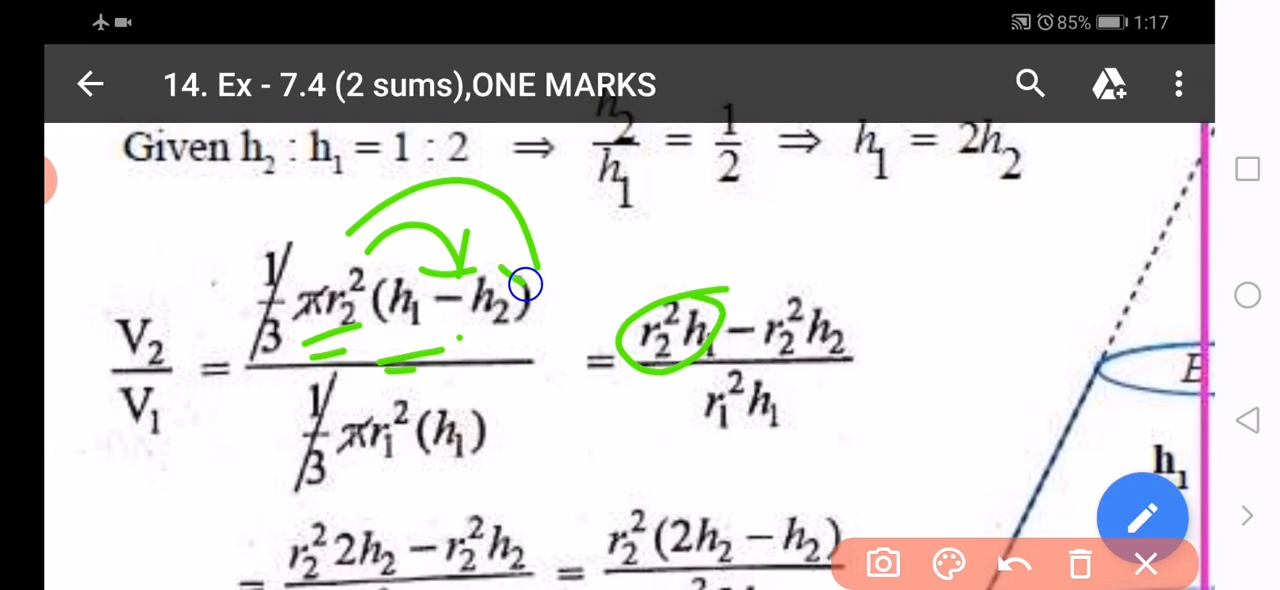 85% 1:17
14. Ex - 7.4 (2 sums),ONE MARKS
Given h₂ : h₁ = 1 : 2 ⇒ h₂/h₁ = 1/2 ⇒ h₁ = 2h₂
V₂/V₁ = (1/3 πr₂²(h₁ − h₂))/(1/3 πr₁²(h₁)) = (r₂²h₁ − r₂²h₂)/(r₁²h₁)
h₁
= r₂²2h₂ − r₂²h₂ = r₂²(2h₂ − h₂)